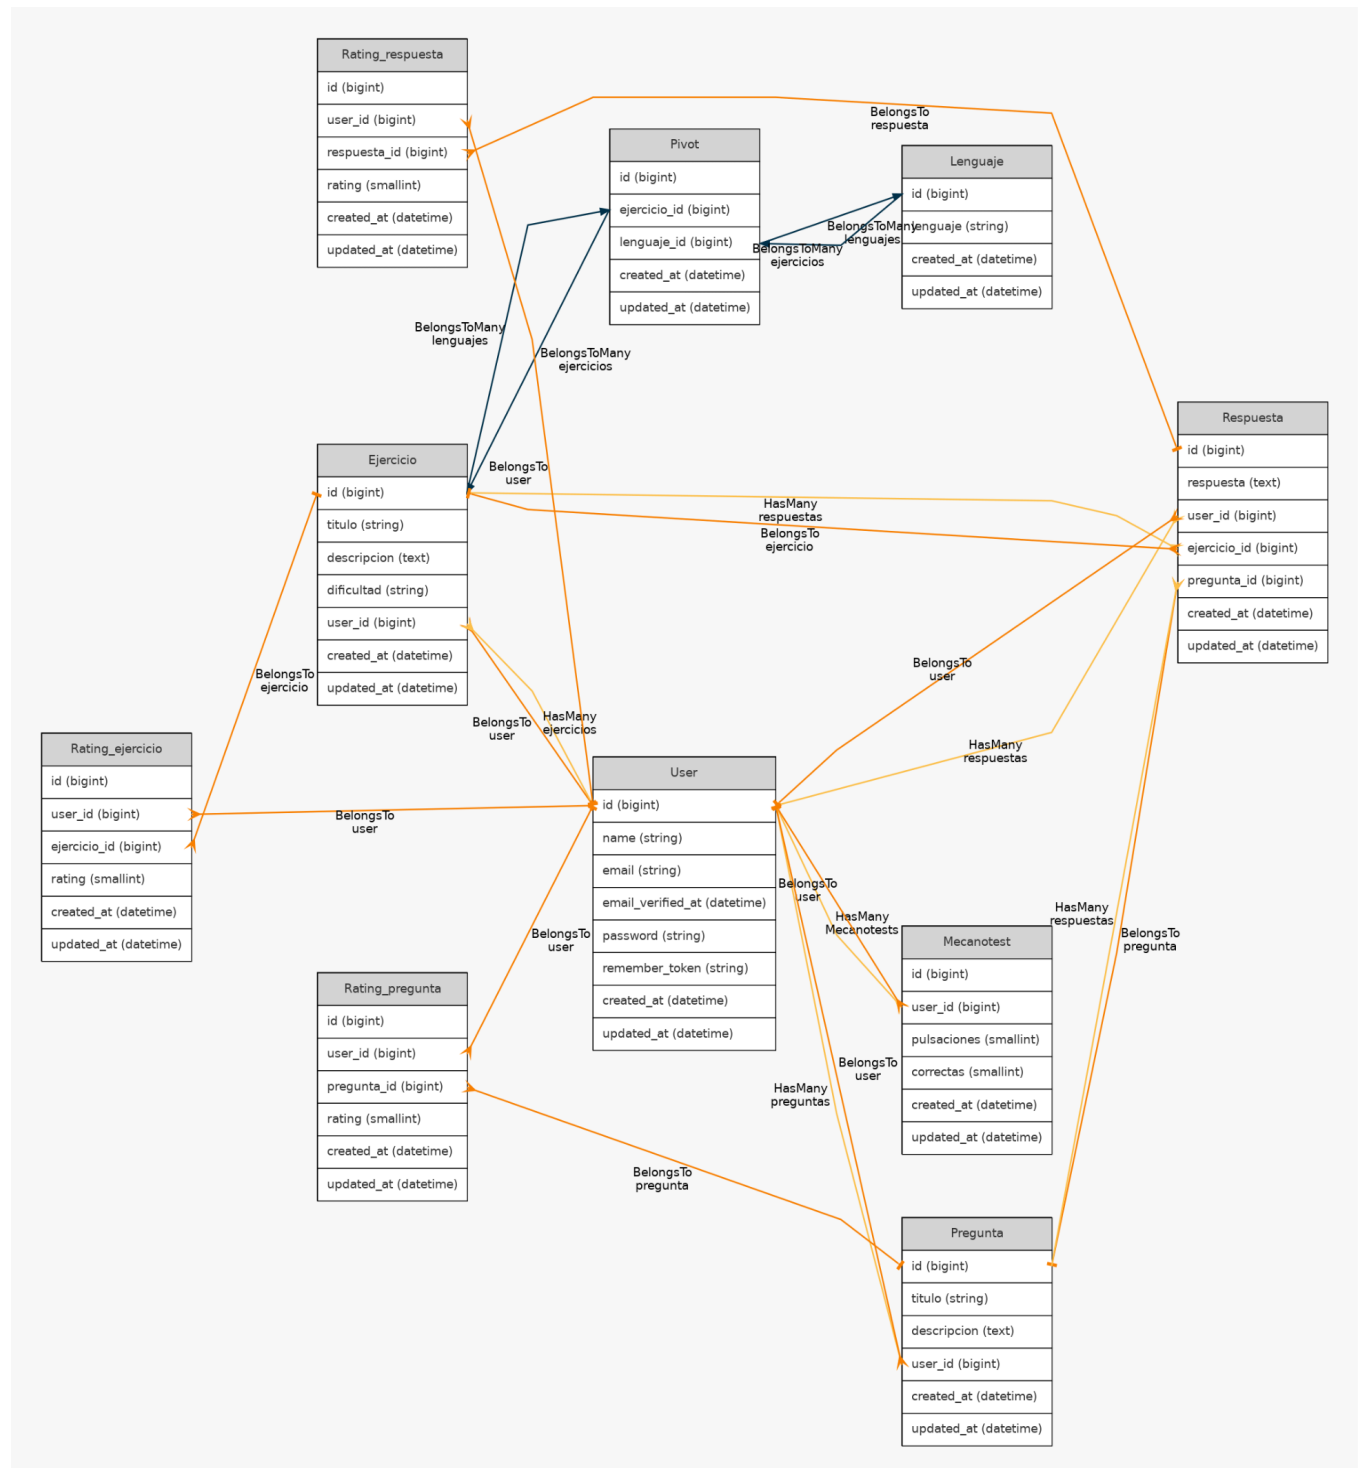 Rating_respuesta
id (bigint)
user_id (bigint)
respuesta_id (bigint)
rating (smallint)
created_at (datetime)
updated_at (datetime)
BelongsTo
respuesta
Pivot
id (bigint)
ejercicio_id (bigint)
lenguaje_id (bigint)
created_at (datetime)
updated_at (datetime)
Lenguaje
id (bigint)
lenguaje (string)
created_at (datetime)
updated_at (datetime)
BelongsToMany
lenguajes
BelongsToMany
ejercicios
BelongsToMany
lenguajes
BelongsToMany
ejercicios
Respuesta
id (bigint)
respuesta (text)
user_id (bigint)
ejercicio_id (bigint)
pregunta_id (bigint)
created_at (datetime)
updated_at (datetime)
Ejercicio
id (bigint)
titulo (string)
descripcion (text)
dificultad (string)
user_id (bigint)
created_at (datetime)
updated_at (datetime)
BelongsTo
user
HasMany
respuestas
BelongsTo
ejercicio
BelongsTo
ejercicio
BelongsTo
user
HasMany
ejercicios
BelongsTo
user
HasMany
respuestas
Rating_ejercicio
id (bigint)
user_id (bigint)
ejercicio_id (bigint)
rating (smallint)
created_at (datetime)
updated_at (datetime)
BelongsTo
user
User
id (bigint)
name (string)
email (string)
email_verified_at (datetime)
password (string)
remember_token (string)
created_at (datetime)
updated_at (datetime)
BelongsTo
user
HasMany
Mecanotests
BelongsTo
user
HasMany
respuestas
BelongsTo
pregunta
Mecanotest
id (bigint)
user_id (bigint)
pulsaciones (smallint)
correctas (smallint)
created_at (datetime)
updated_at (datetime)
Rating_pregunta
id (bigint)
user_id (bigint)
pregunta_id (bigint)
rating (smallint)
created_at (datetime)
updated_at (datetime)
BelongsTo
user
HasMany
preguntas
BelongsTo
pregunta
Pregunta
id (bigint)
titulo (string)
descripcion (text)
user_id (bigint)
created_at (datetime)
updated_at (datetime)